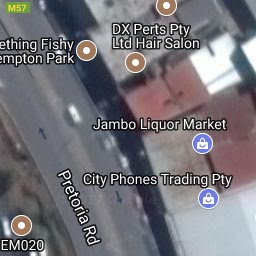 M57
DX Perts Pty
Ltd Hair Salon
ething Fishy
empton Park
Jambo Liquor Market
City Phones Trading Pty
Pretoria Rd
EM020